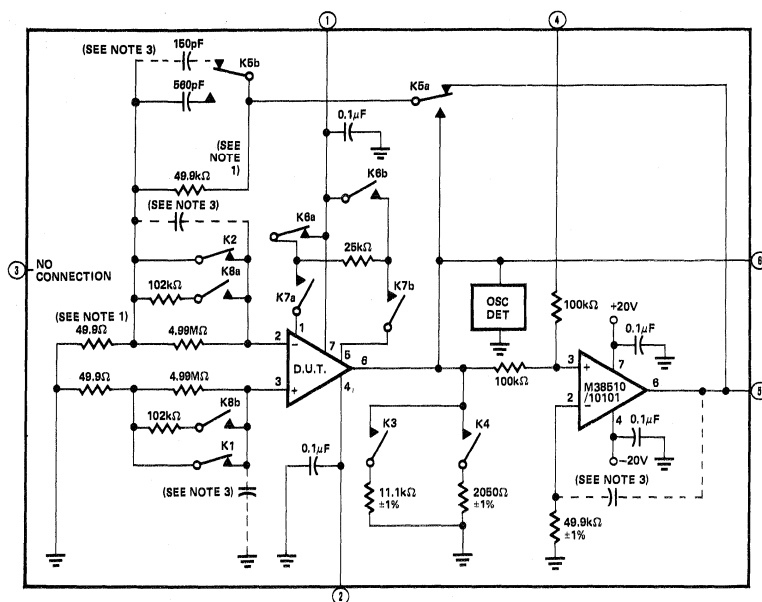 1
4
(SEE NOTE 3)
150pF
K5b
560pF
K5a
0.1μF
(SEE
NOTE
1)
49.9kΩ
K6b
(SEE NOTE 3)
K6a
K2
25kΩ
3
NO
CONNECTION
6
102kΩ
K8a
K7a
K7b
OSC
DET
100kΩ
+20V
(SEE NOTE 1)
49.9Ω
4.99MΩ
0.1μF
2
1
7
5
D.U.T.
6
3
4
49.9Ω
4.99MΩ
100kΩ
3
7
M38510
/10101
6
2
4
5
102kΩ
K8b
K3
K4
0.1μF
K1
0.1μF
−20V
(SEE NOTE 3)
(SEE NOTE 3)
11.1kΩ
±1%
2050Ω
±1%
49.9kΩ
±1%
2